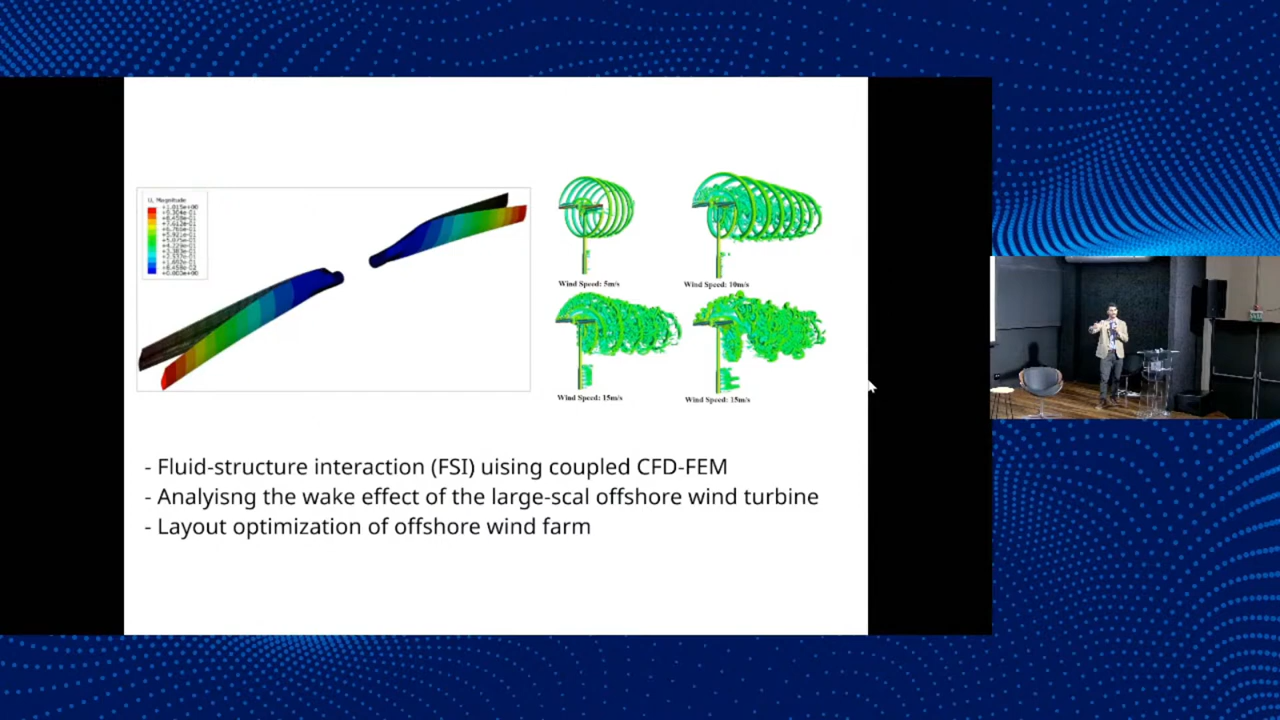 U, Magnitude
Wind Speed: 5m/s
Wind Speed: 10m/s
Wind Speed: 15m/s
Wind Speed: 15m/s
- Fluid-structure interaction (FSI) uising coupled CFD-FEM
- Analyisng the wake effect of the large-scal offshore wind turbine
- Layout optimization of offshore wind farm